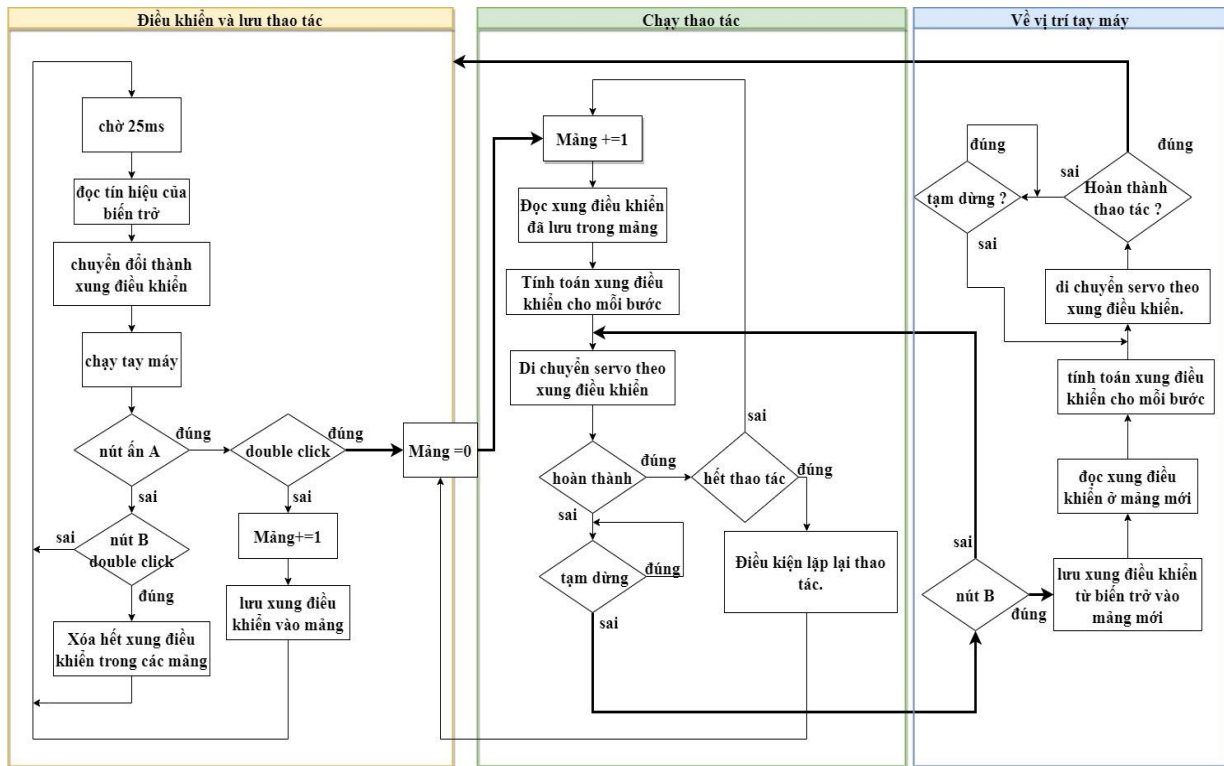 Điều khiển và lưu thao tác
chờ 25ms
đọc tín hiệu của
biến trở
chuyển đổi thành
xung điều khiển
chạy tay máy
nút ấn A
đúng
double click
đúng
sai
sai
sai
nút B
double click
đúng
Mảng+=1
Xóa hết xung điều
khiển trong các mảng
lưu xung điều
khiển vào mảng
Mảng =0
Chạy thao tác
Mảng +=1
Đọc xung điều khiển
đã lưu trong mảng
Tính toán xung điều
khiển cho mỗi bước
Di chuyển servo theo
xung điều khiển
sai
hoàn thành
đúng
hết thao tác
đúng
sai
tạm dừng
đúng
sai
Điều kiện lặp lại thao
tác.
Về vị trí tay máy
đúng
đúng
sai
tạm dừng ?
Hoàn thành
thao tác ?
sai
di chuyển servo theo
xung điều khiển.
tính toán xung điều
khiển cho mỗi bước
đọc xung điều
khiển ở mảng mới
sai
nút B
đúng
lưu xung điều khiển
từ biến trở vào
mảng mới